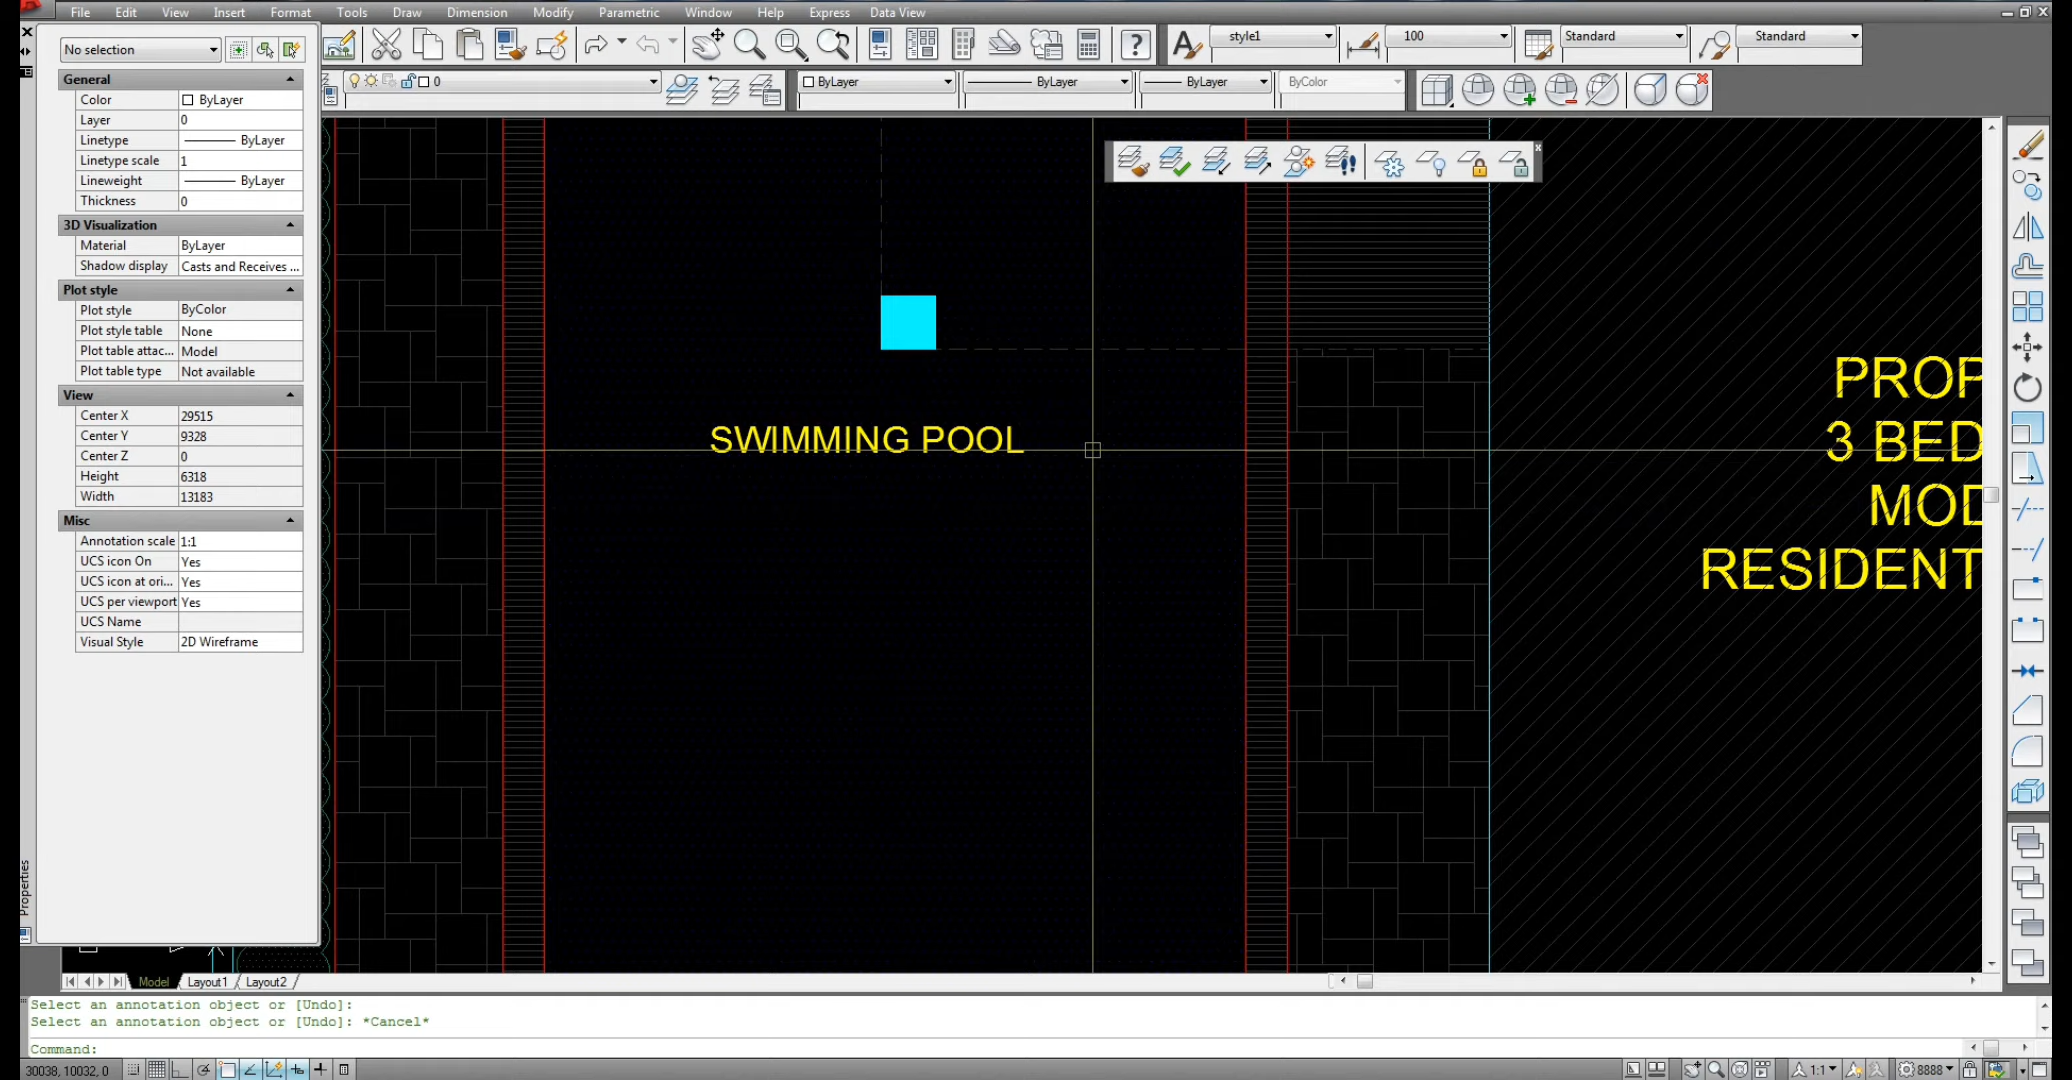 File Edit View Insert Format Tools Draw Dimension Modify Parametric Window Help Express Data View
No selection
style1
100
Standard
Standard
0
ByLayer
ByLayer
ByLayer
ByColor
General
Color ByLayer
Layer 0
Linetype ByLayer
Linetype scale 1
Lineweight ByLayer
Thickness 0
3D Visualization
Material ByLayer
Shadow display Casts and Receives ...
Plot style
Plot style ByColor
Plot style table None
Plot table attac... Model
Plot table type Not available
View
Center X 29515
Center Y 9328
Center Z 0
Height 6318
Width 13183
Misc
Annotation scale 1:1
UCS icon On Yes
UCS icon at ori... Yes
UCS per viewport Yes
UCS Name
Visual Style 2D Wireframe
Properties
SWIMMING POOL
PROP
3 BED
MOD
RESIDENT
Model Layout1 Layout2
Select an annotation object or [Undo]:
Select an annotation object or [Undo]: *Cancel*
Command:
30038, 10032, 0
1:1
8888